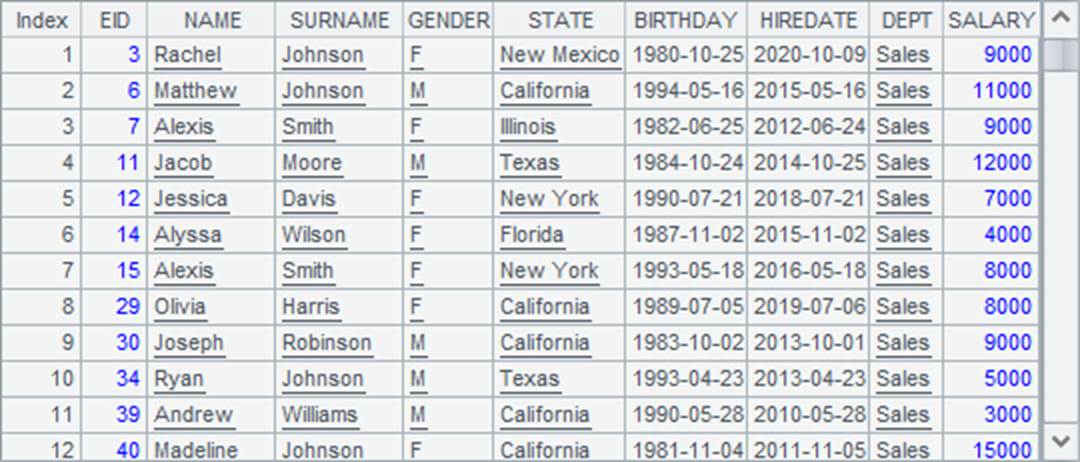 Index EID NAME SURNAME GENDER STATE BIRTHDAY HIREDATE DEPT SALARY
1 3 Rachel Johnson F New Mexico 1980-10-25 2020-10-09 Sales 9000
2 6 Matthew Johnson M California 1994-05-16 2015-05-16 Sales 11000
3 7 Alexis Smith F Illinois 1982-06-25 2012-06-24 Sales 9000
4 11 Jacob Moore M Texas 1984-10-24 2014-10-25 Sales 12000
5 12 Jessica Davis F New York 1990-07-21 2018-07-21 Sales 7000
6 14 Alyssa Wilson F Florida 1987-11-02 2015-11-02 Sales 4000
7 15 Alexis Smith F New York 1993-05-18 2016-05-18 Sales 8000
8 29 Olivia Harris F California 1989-07-05 2019-07-06 Sales 8000
9 30 Joseph Robinson M California 1983-10-02 2013-10-01 Sales 9000
10 34 Ryan Johnson M Texas 1993-04-23 2013-04-23 Sales 5000
11 39 Andrew Williams M California 1990-05-28 2010-05-28 Sales 3000
12 40 Madeline Johnson F California 1981-11-04 2011-11-05 Sales 15000